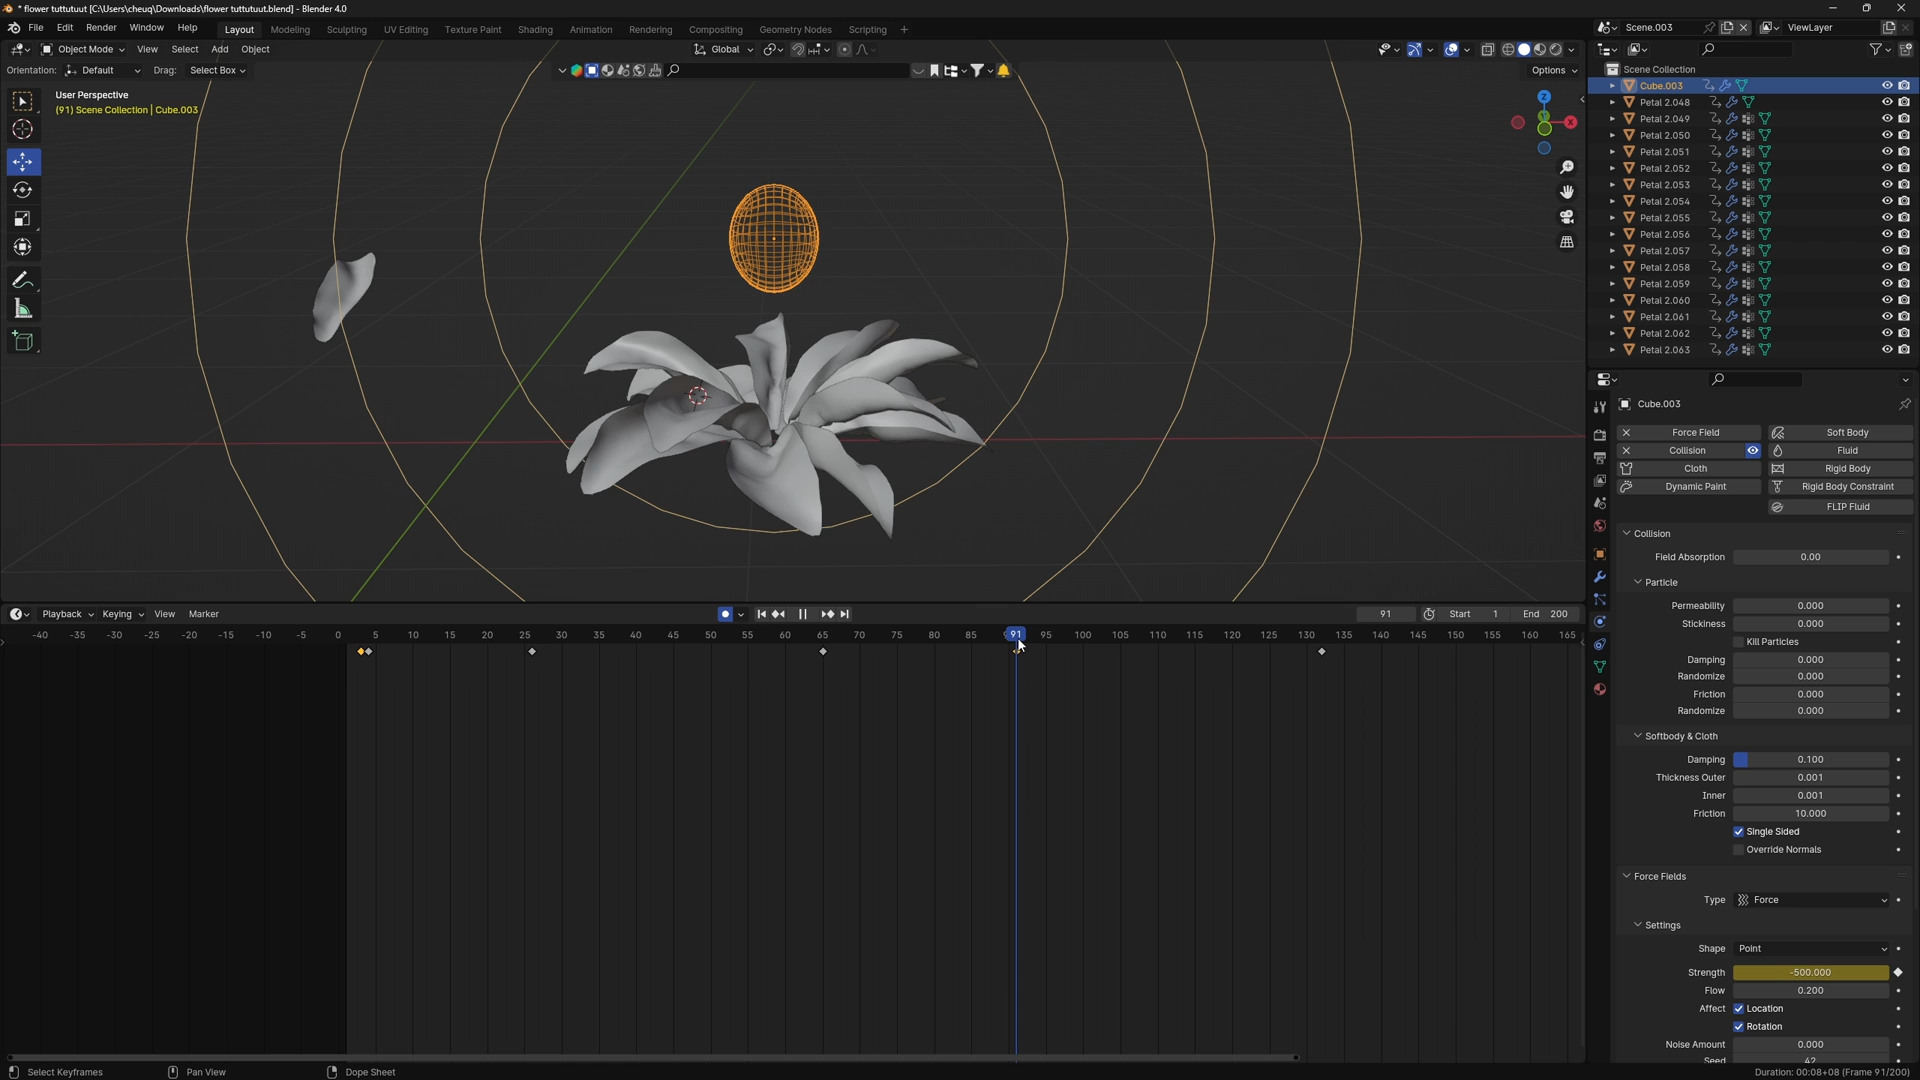 * flower tuttutuut [C:\Users\cheuq\Downloads\flower tuttutuut.blend] - Blender 4.0
File Edit Render Window Help Layout Modeling Sculpting UV Editing Texture Paint Shading Animation Rendering Compositing Geometry Nodes Scripting + Scene.003 ViewLayer
Object Mode View Select Add Object Global
Orientation: Default Drag: Select Box Options
User Perspective
(91) Scene Collection | Cube.003
Z
X
Scene Collection
Cube.003
Petal 2.048
Petal 2.049
Petal 2.050
Petal 2.051
Petal 2.052
Petal 2.053
Petal 2.054
Petal 2.055
Petal 2.056
Petal 2.057
Petal 2.058
Petal 2.059
Petal 2.060
Petal 2.061
Petal 2.062
Petal 2.063
Cube.003
Force Field Soft Body
Collision Fluid
Cloth Rigid Body
Dynamic Paint Rigid Body Constraint
FLIP Fluid
Collision
Field Absorption 0.00
Particle
Permeability 0.000
Stickiness 0.000
Kill Particles
Damping 0.000
Randomize 0.000
Friction 0.000
Randomize 0.000
Softbody & Cloth
Damping 0.100
Thickness Outer 0.001
Inner 0.001
Friction 10.000
Single Sided
Override Normals
Force Fields
Type Force
Settings
Shape Point
Strength -500.000
Flow 0.200
Affect Location
Rotation
Noise Amount 0.000
Seed 42
Playback Keying View Marker 91 Start 1 End 200
-40 -35 -30 -25 -20 -15 -10 -5 0 5 10 15 20 25 30 35 40 45 50 55 60 65 70 75 80 85 91 95 100 105 110 115 120 125 130 135 140 145 150 155 160 165
Select Keyframes Pan View Dope Sheet Duration: 00:08+08 (Frame 91/200)